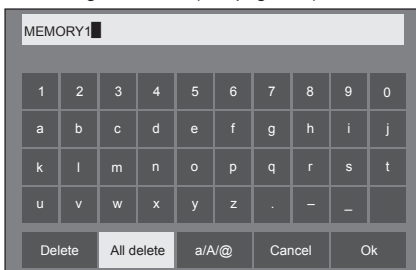 MEMORY1
1 2 3 4 5 6 7 8 9 0
a b c d e f g h i j
k l m n o p q r s t
u v w x y z . – _
Delete All delete a/A/@ Cancel Ok